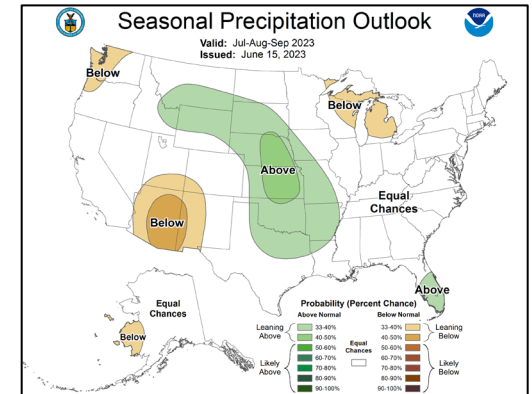 Seasonal Precipitation Outlook
Valid: Jul-Aug-Sep 2023
Issued: June 15, 2023
NOAA
Below
Below
Above
Below
Equal
Chances
Above
Equal
Chances
Below
Probability (Percent Chance)
Above Normal Below Normal
Leaning
Above
33-40% 33-40%
40-50% 40-50%
Leaning
Below
Equal
Chances
Likely
Above
50-60% 50-60%
60-70% 60-70%
70-80% 70-80%
80-90% 80-90%
90-100% 90-100%
Likely
Below